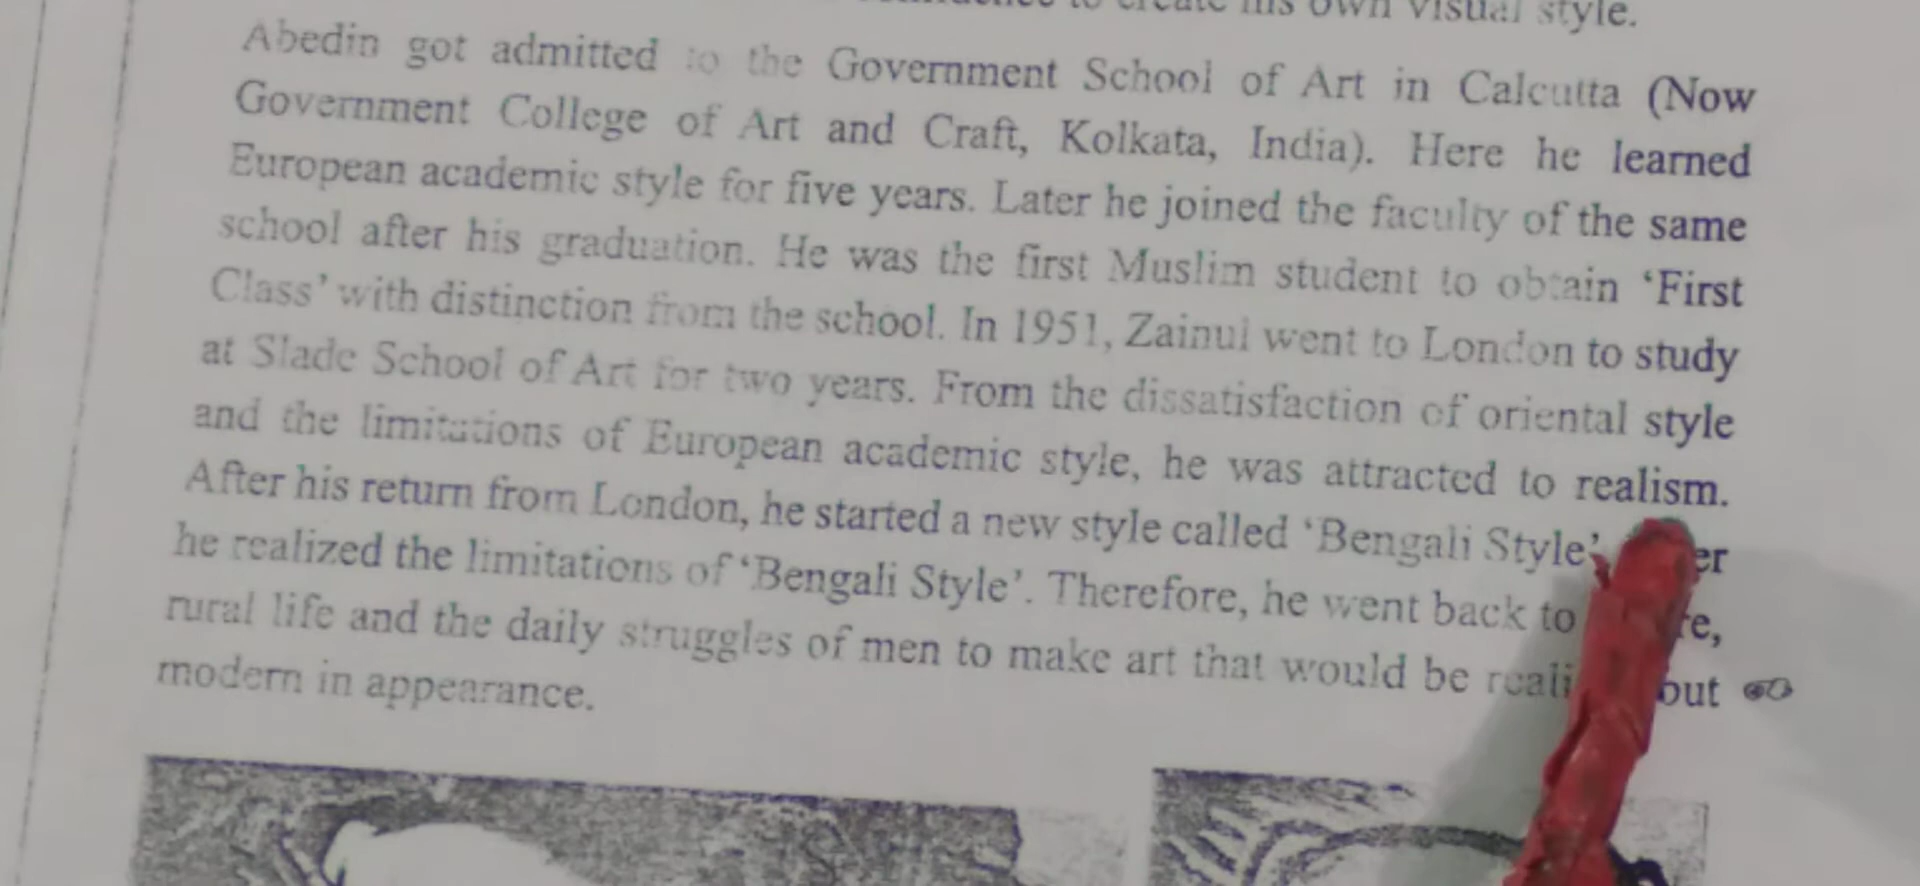 to create his own visual style.
Abedin got admitted to the Government School of Art in Calcutta (Now
Government College of Art and Craft, Kolkata, India). Here he learned
European academic style for five years. Later he joined the faculty of the same
school after his graduation. He was the first Muslim student to obtain ‘First
Class’ with distinction from the school. In 1951, Zainul went to London to study
at Slade School of Art for two years. From the dissatisfaction of oriental style
and the limitations of European academic style, he was attracted to realism.
After his return from London, he started a new style called ‘Bengali Style’
he realized the limitations of ‘Bengali Style’. Therefore, he went back to
rural life and the daily struggles of men to make art that would be but
modern in appearance.